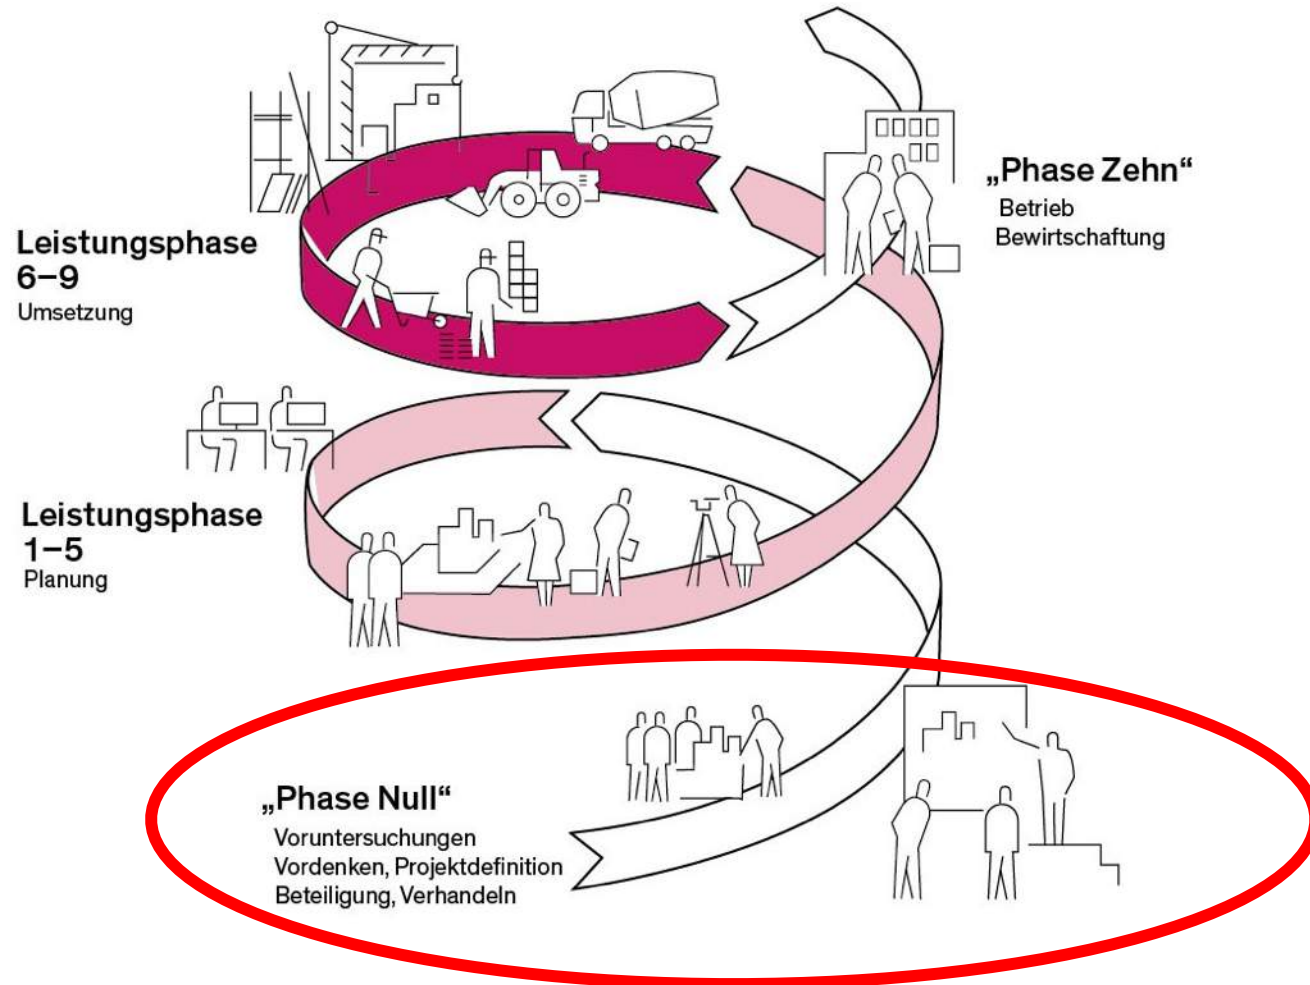 „Phase Zehn“
Betrieb
Bewirtschaftung
Leistungsphase
6–9
Umsetzung
Leistungsphase
1–5
Planung
„Phase Null“
Voruntersuchungen
Vordenken, Projektdefinition
Beteiligung, Verhandeln